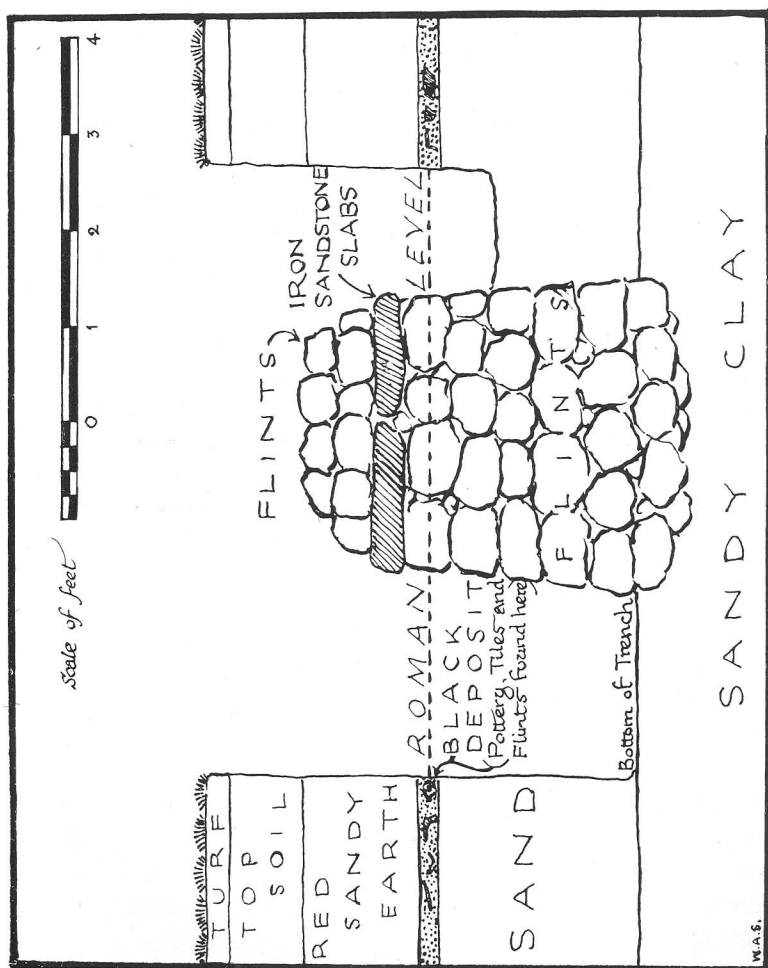 Scale of feet
0 1 2 3 4
FLINTS
IRON
SANDSTONE
SLABS
TURF
TOP
SOIL
RED
SANDY
EARTH
ROMAN LEVEL
BLACK
DEPOSIT
Pottery, Tiles and
Flints found here
SAND
FLINTS
Bottom of Trench
SANDY CLAY
W.A.S.